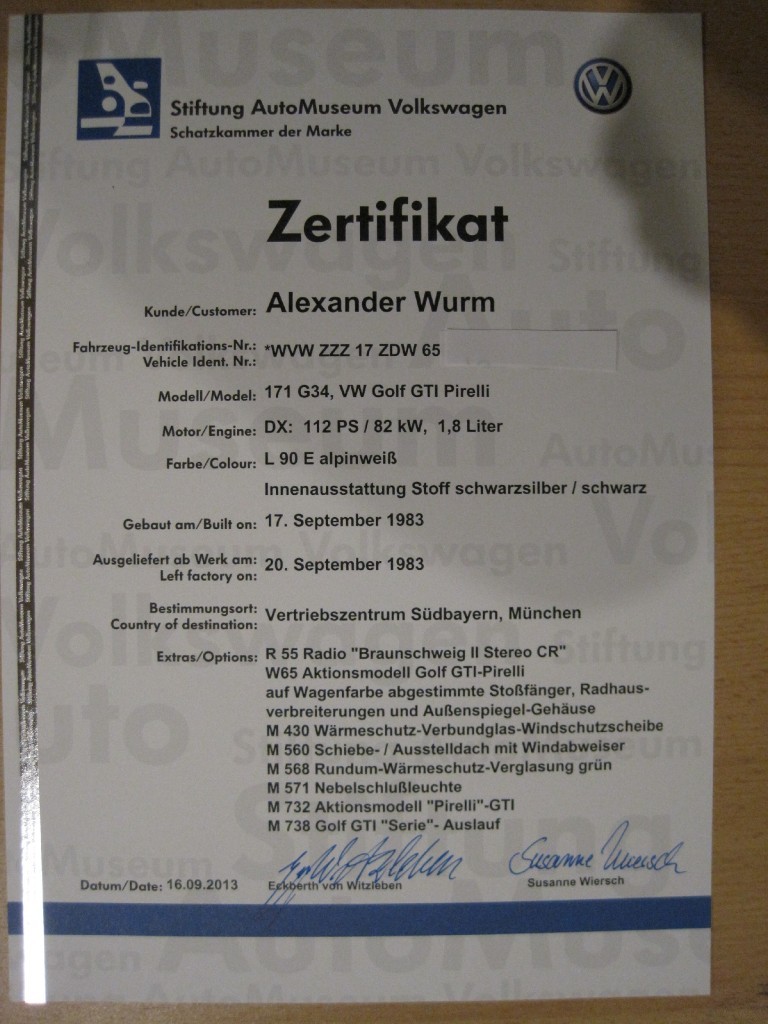 Stiftung AutoMuseum Volkswagen
Schatzkammer der Marke
Zertifikat
Kunde/Customer: Alexander Wurm
Fahrzeug-Identifikations-Nr.: *WVW ZZZ 17 ZDW 65
Vehicle Ident. Nr.:
Modell/Model: 171 G34, VW Golf GTI Pirelli
Motor/Engine: DX: 112 PS / 82 kW, 1,8 Liter
Farbe/Colour: L 90 E alpinweiß
Innenausstattung Stoff schwarzsilber / schwarz
Gebaut am/Built on: 17. September 1983
Ausgeliefert ab Werk am: 20. September 1983
Left factory on:
Bestimmungsort: Vertriebszentrum Südbayern, München
Country of destination:
Extras/Options: R 55 Radio "Braunschweig II Stereo CR"
W65 Aktionsmodell Golf GTI-Pirelli
auf Wagenfarbe abgestimmte Stoßfänger, Radhaus-
verbreiterungen und Außenspiegel-Gehäuse
M 430 Wärmeschutz-Verbundglas-Windschutzscheibe
M 560 Schiebe- / Ausstelldach mit Windabweiser
M 568 Rundum-Wärmeschutz-Verglasung grün
M 571 Nebelschlußleuchte
M 732 Aktionsmodell "Pirelli"-GTI
M 738 Golf GTI "Serie"- Auslauf
Datum/Date: 16.09.2013
Eckberth von Witzleben
Susanne Wiersch